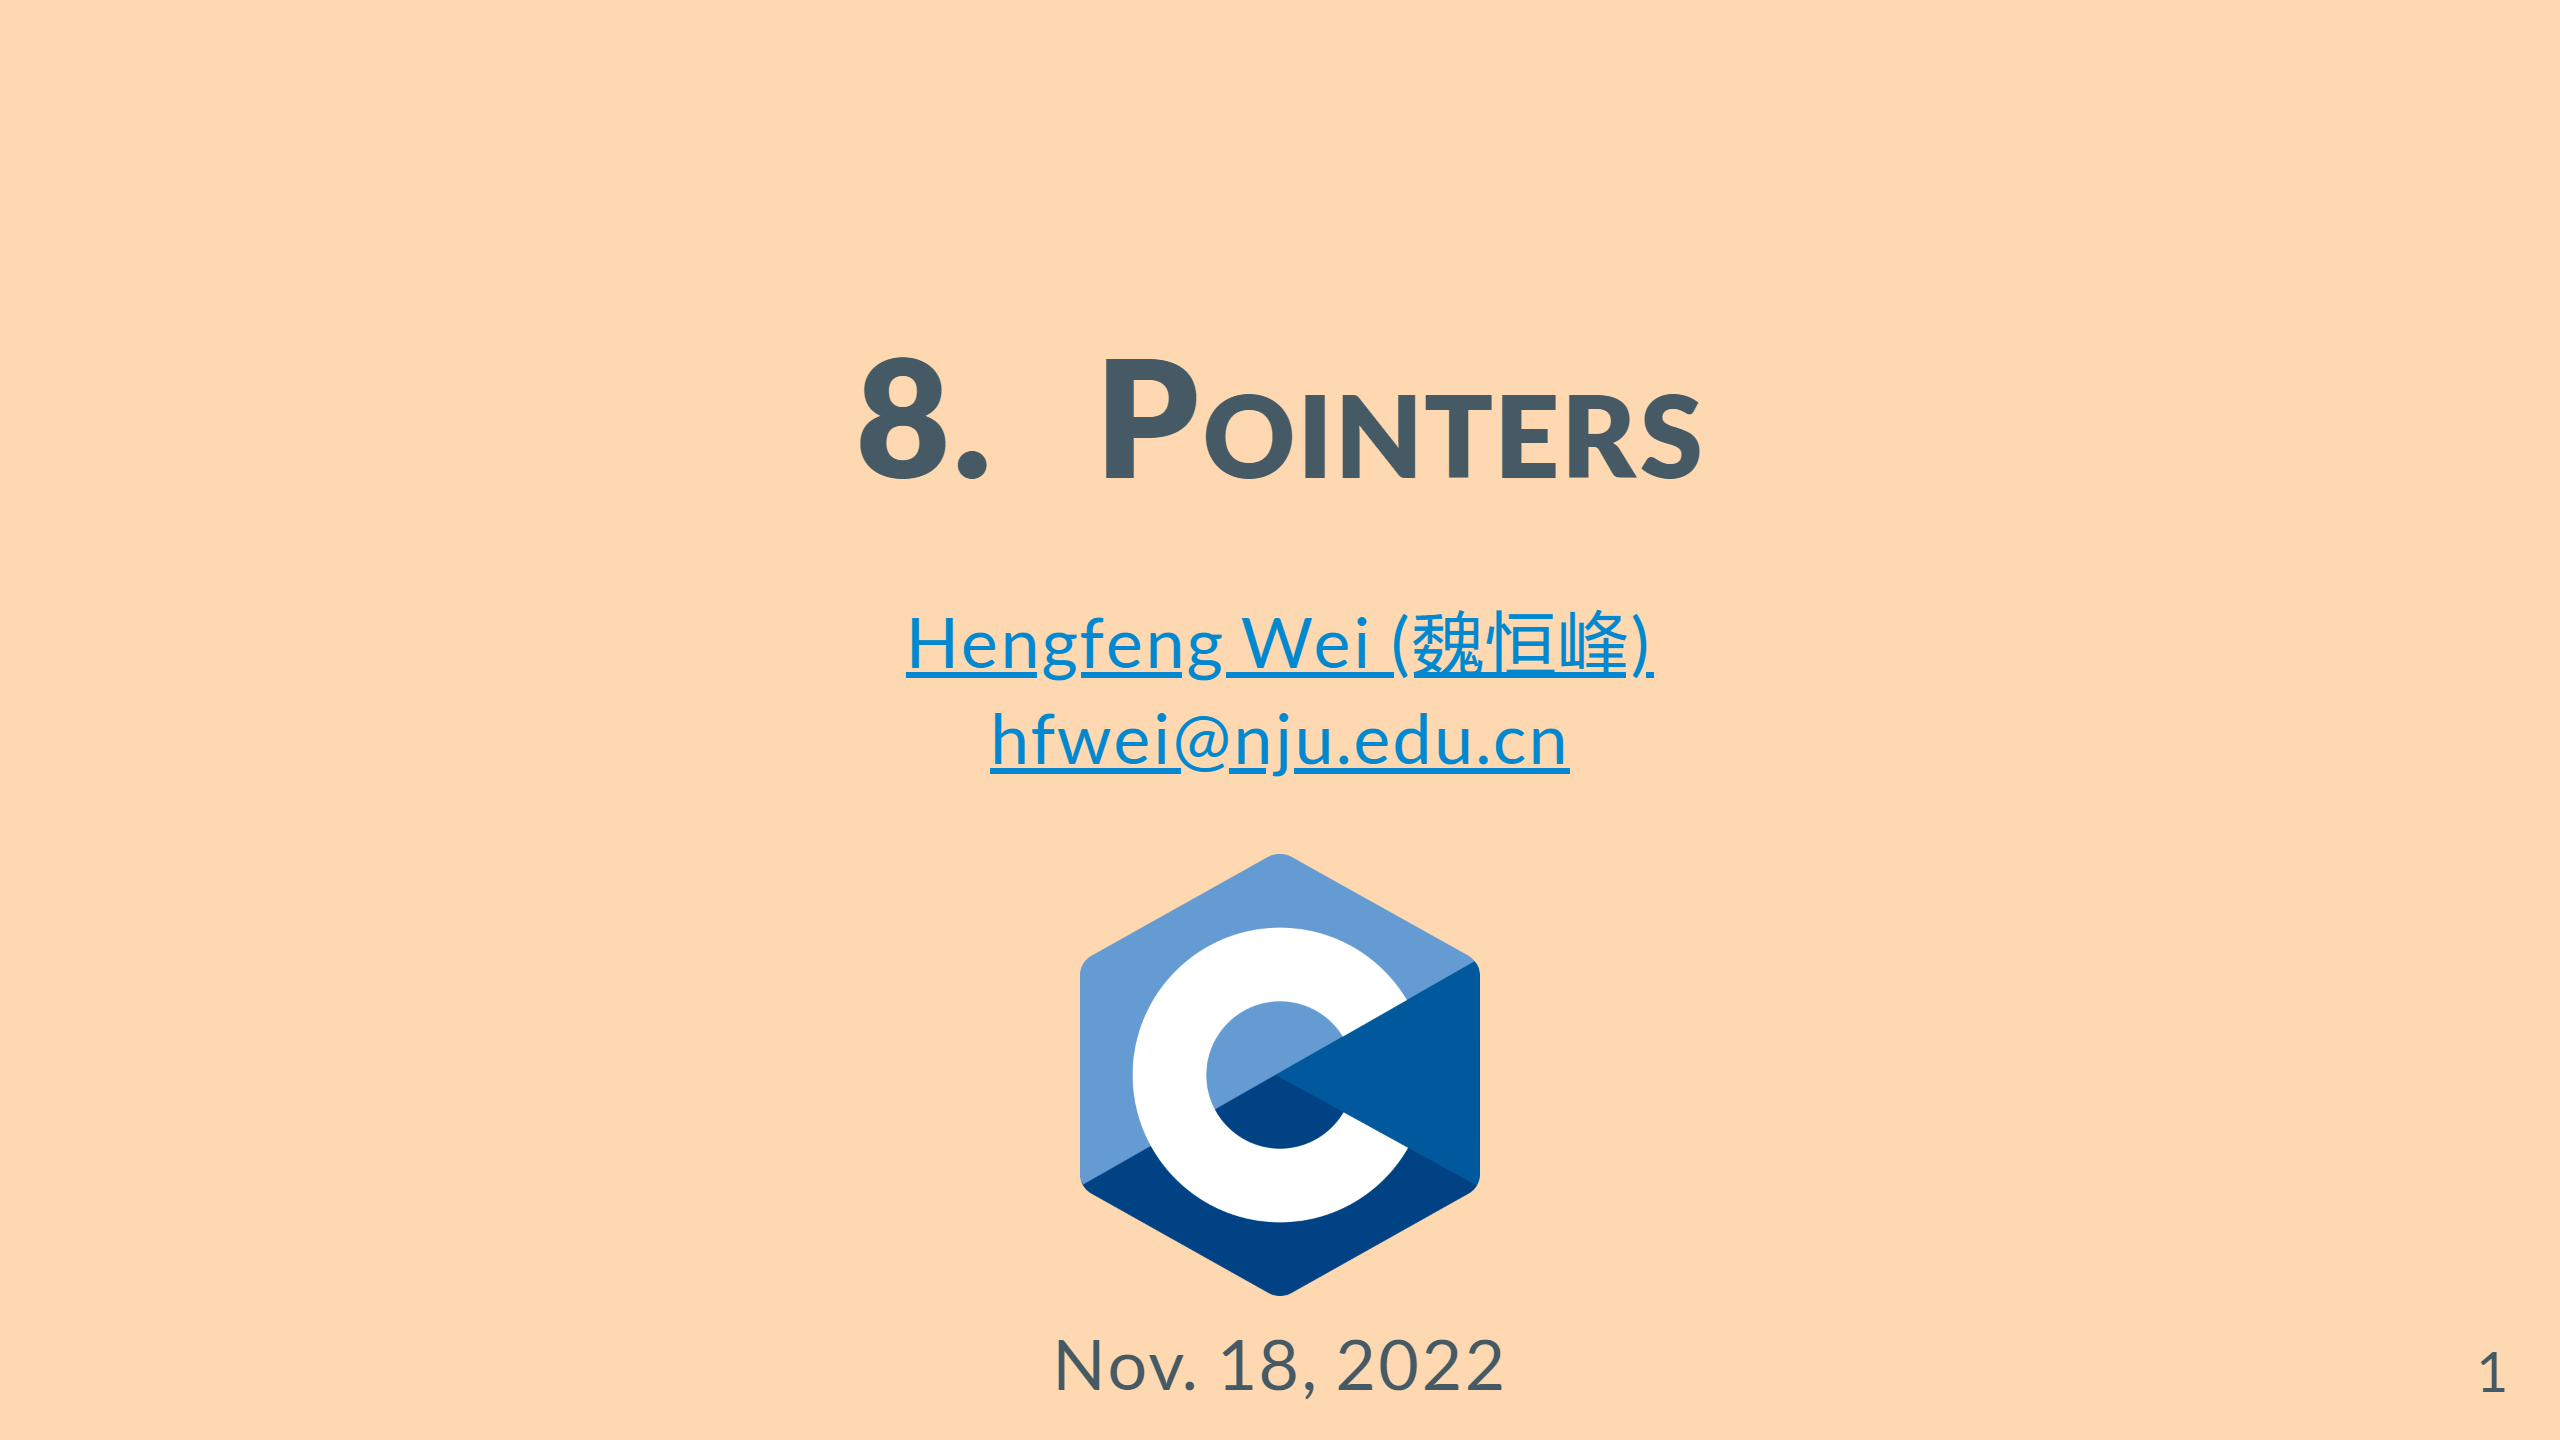 8. Pointers
Hengfeng Wei (魏恒峰)
hfwei@nju.edu.cn
C
Nov. 18, 2022
1